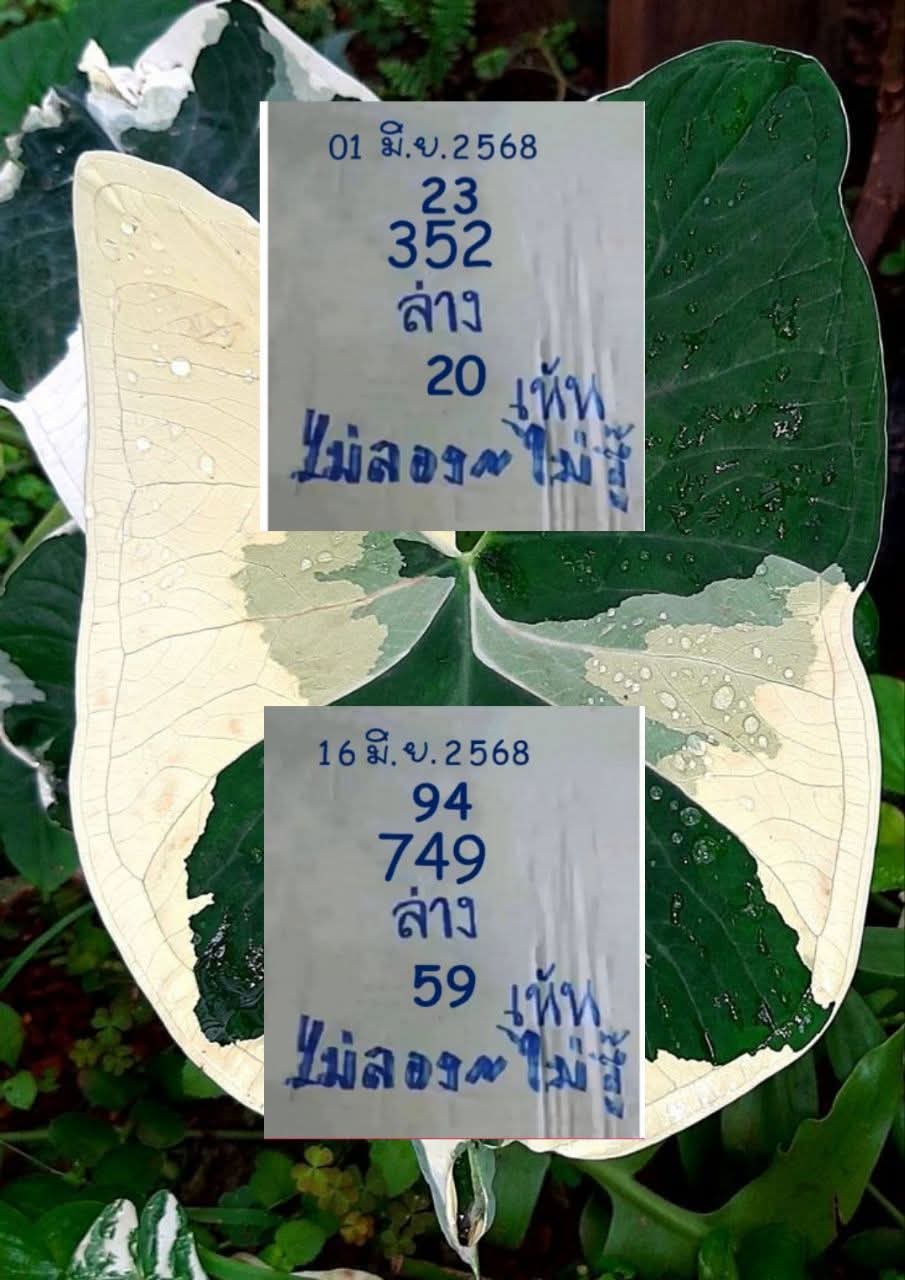 01 มี.ย.2568
23
352
ล่าง
20
เห้น
ไม่ลอง~ไม่รู้
16 มี.ย.2568
94
749
ล่าง
59
เห้น
ไม่ลอง~ไม่รู้